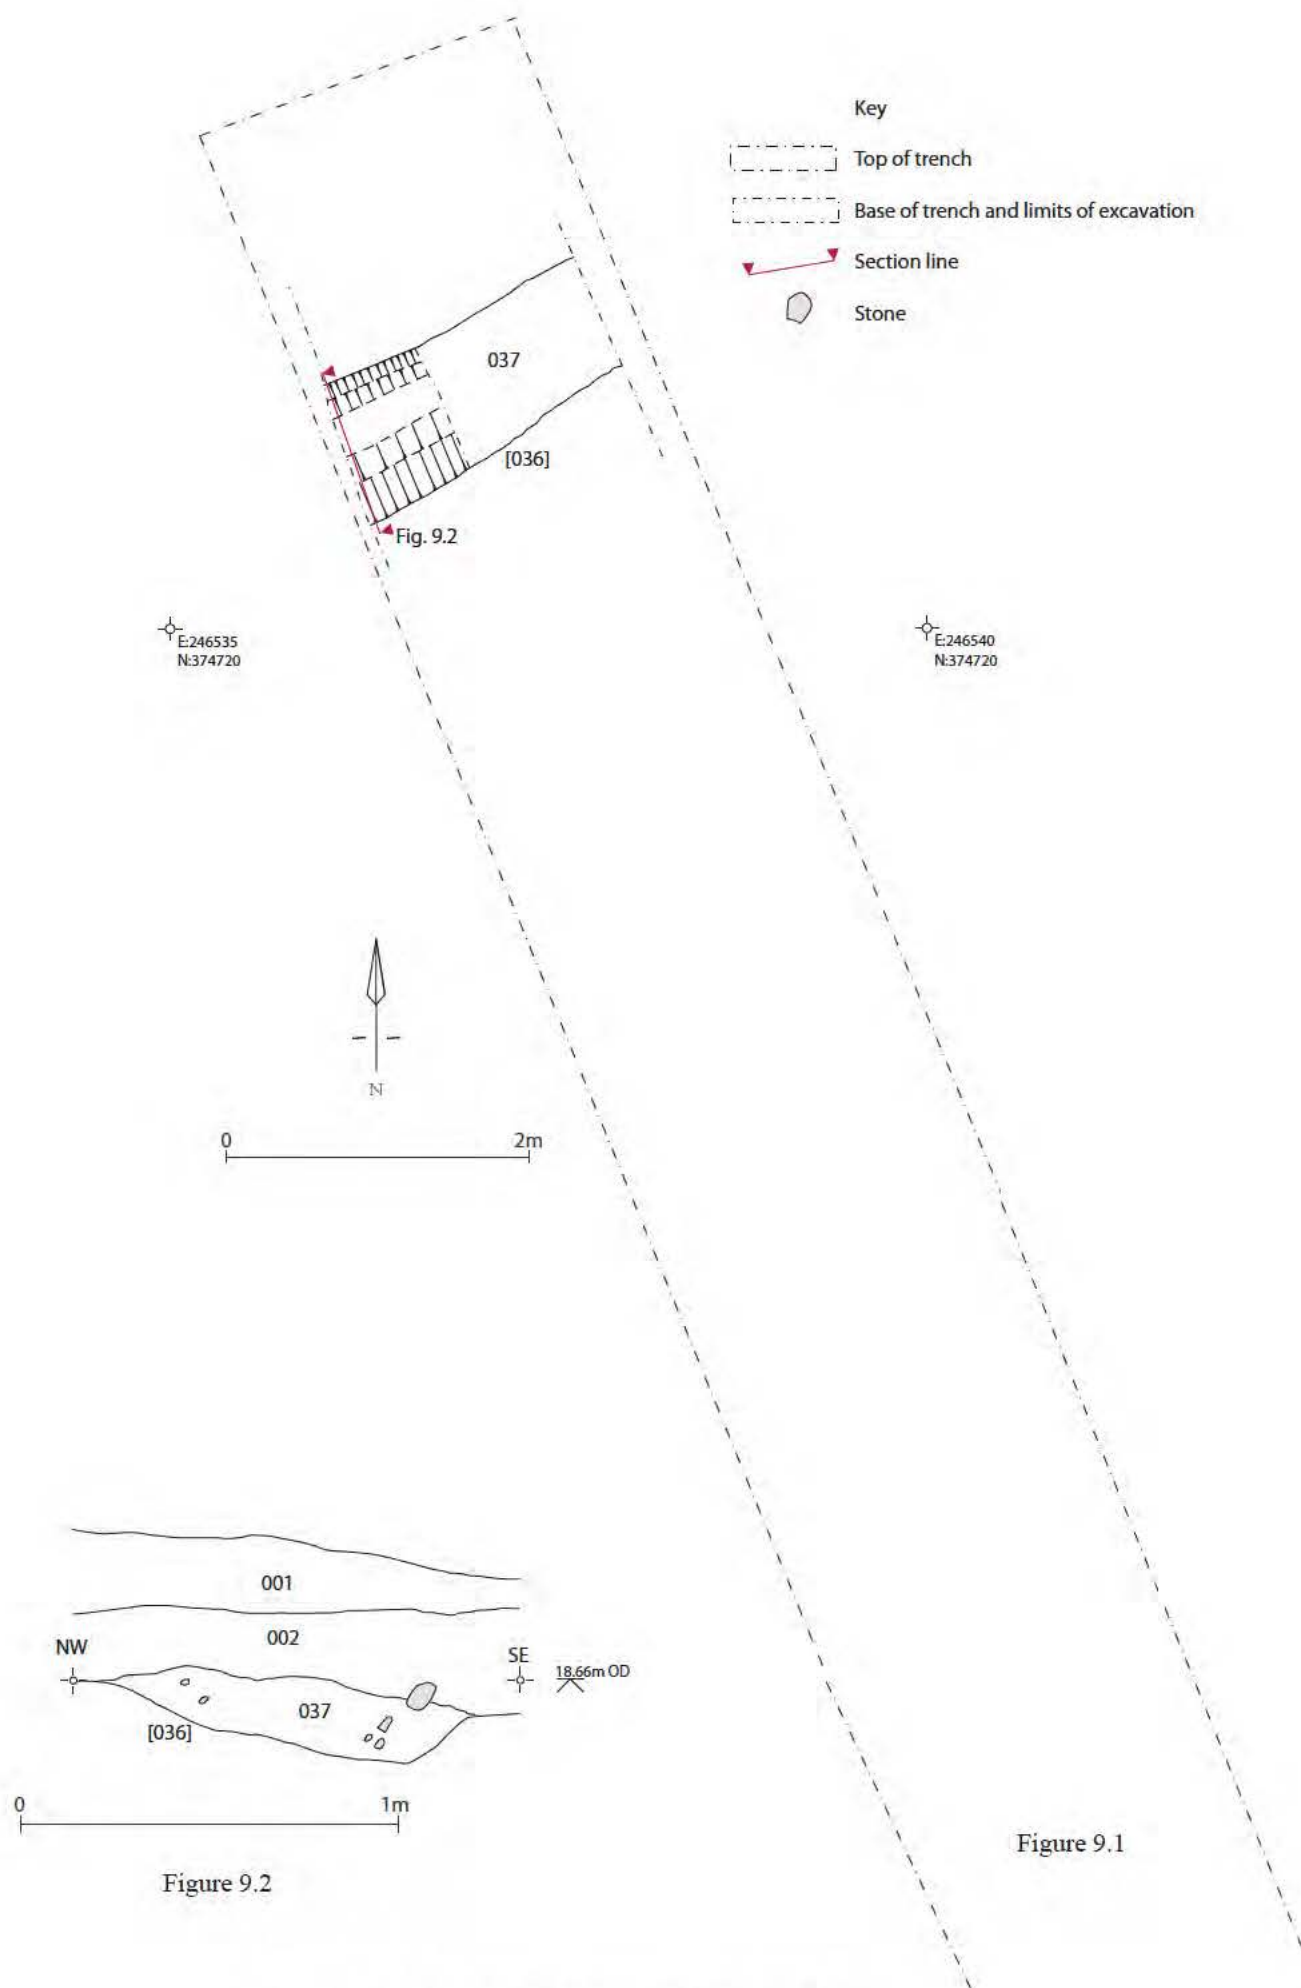 Key
Top of trench
Base of trench and limits of excavation
Section line
Stone
037
[036]
Fig. 9.2
E:246535
N:374720
E:246540
N:374720
N
0 2m
001
002
NW
SE
18.66m OD
037
[036]
0 1m
Figure 9.1
Figure 9.2